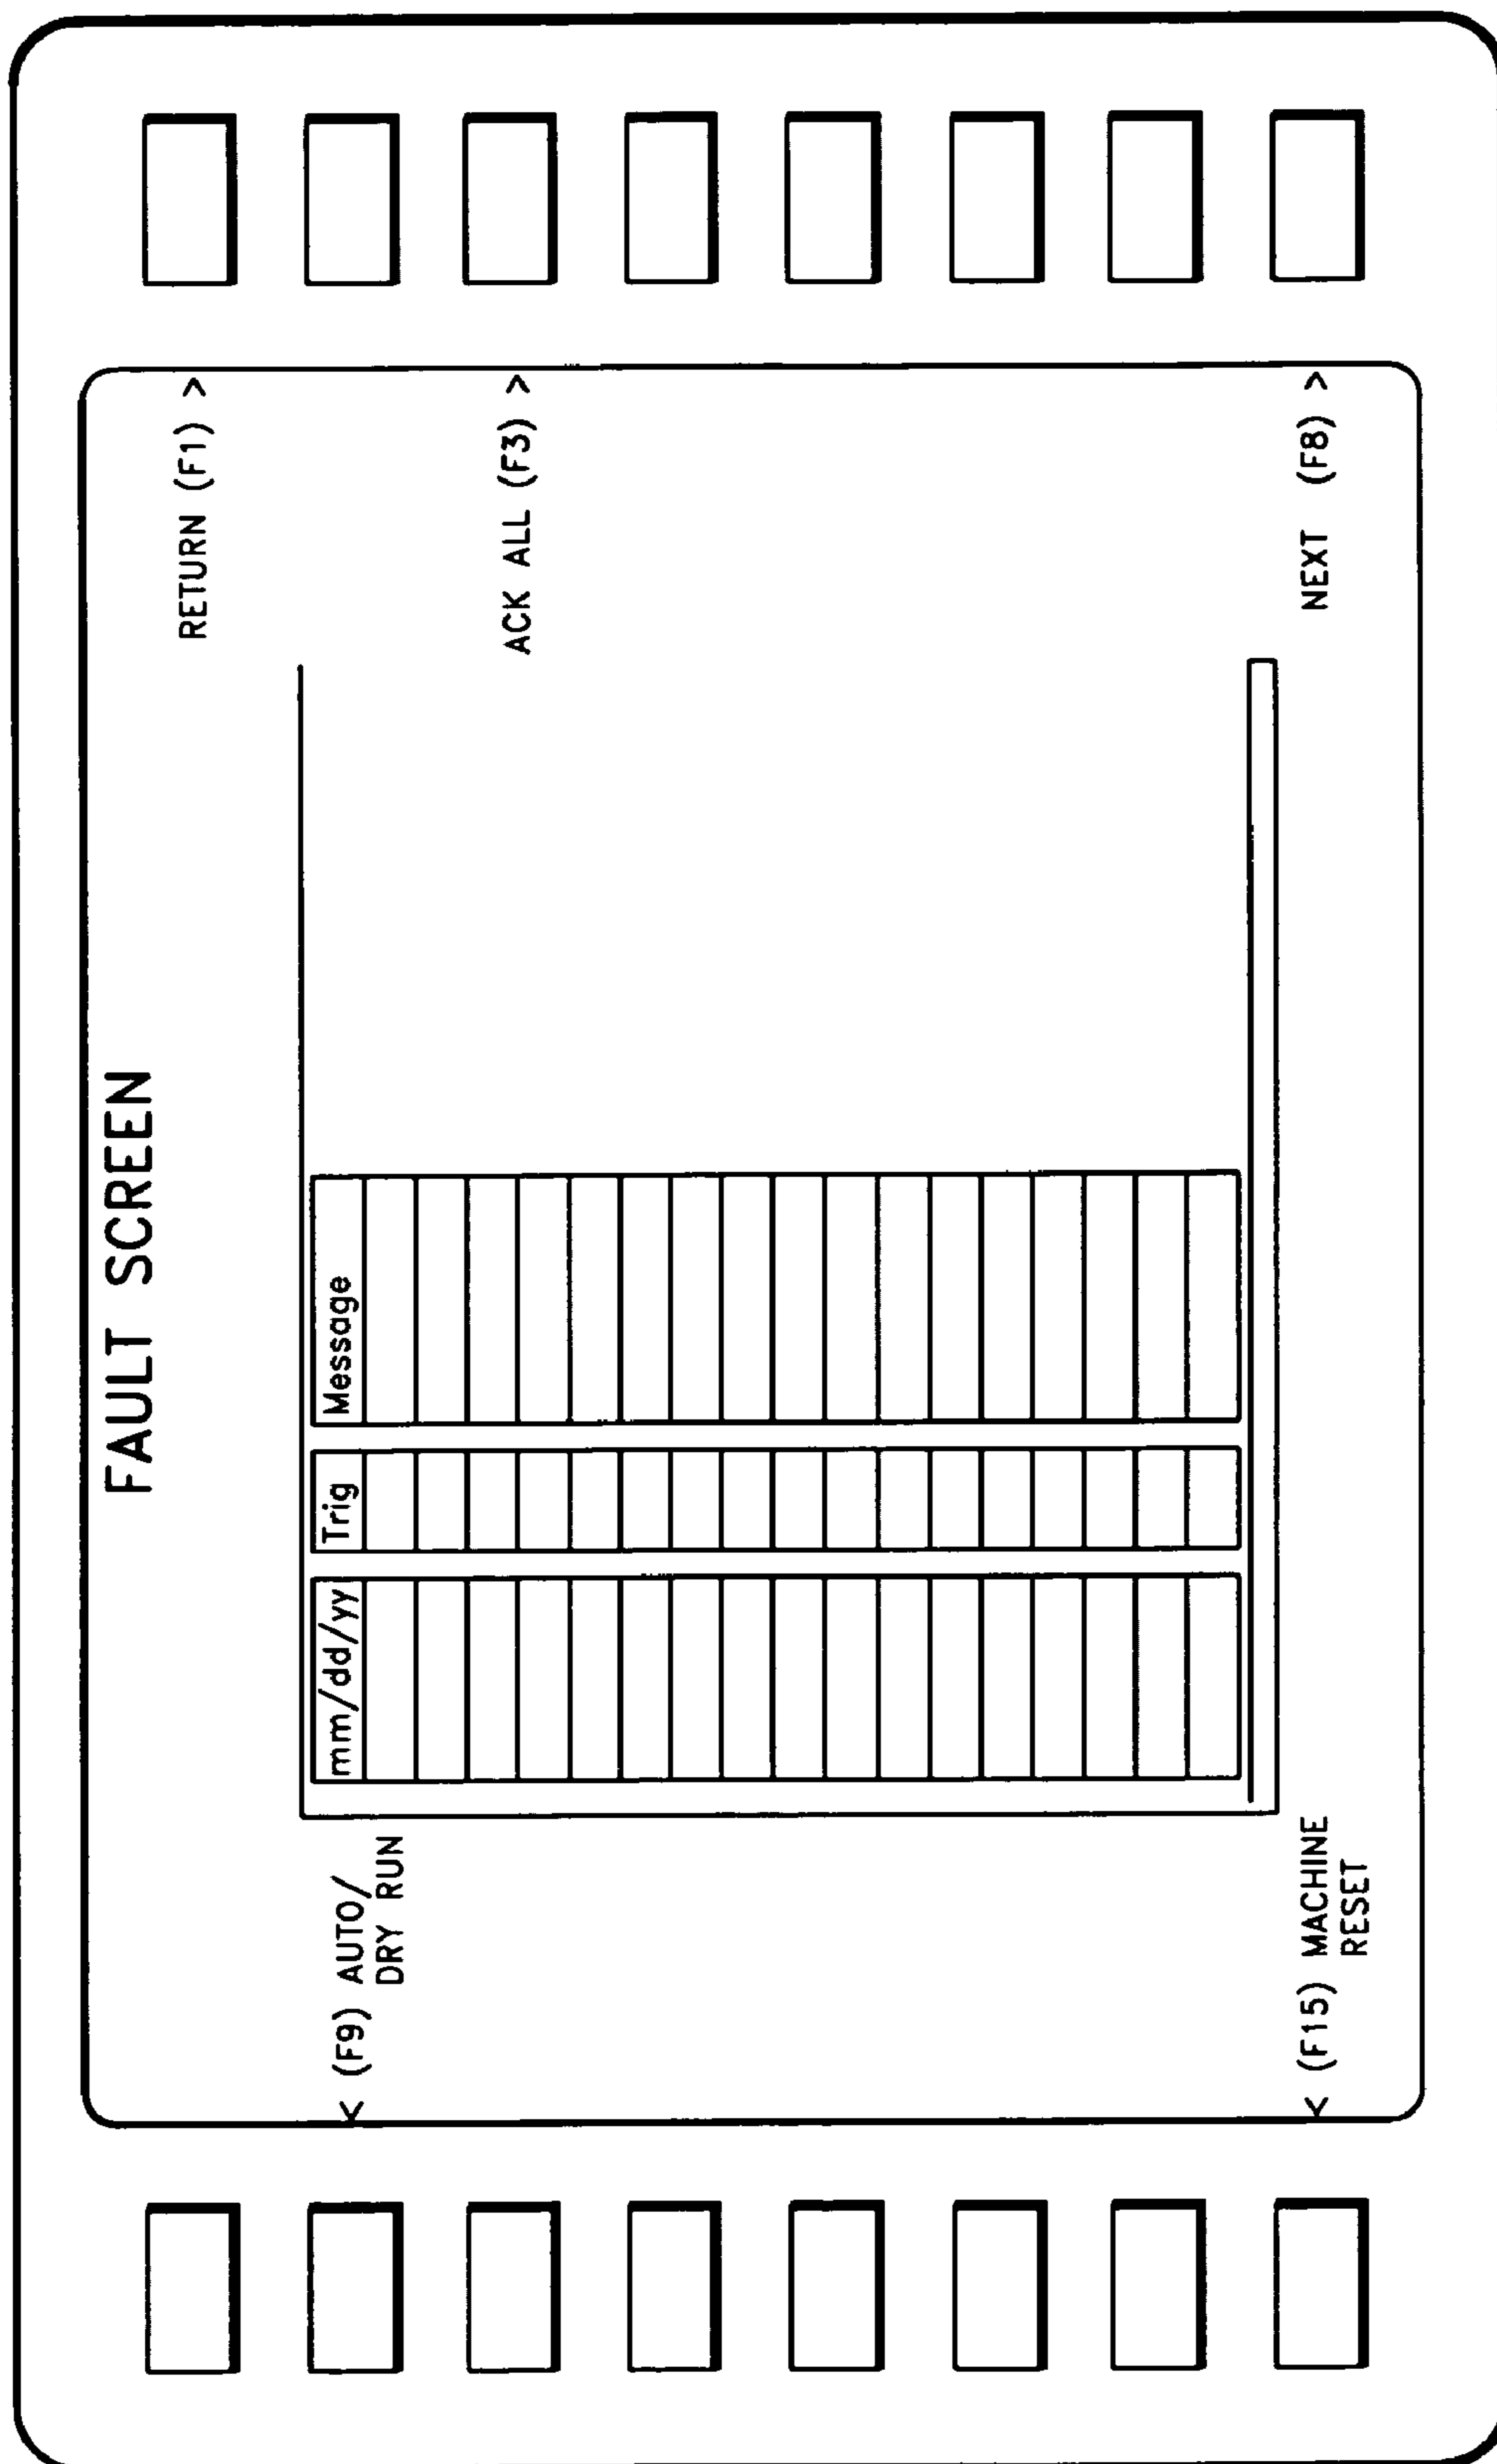 FAULT SCREEN
RETURN (F1) >
< (F9) AUTO/
DRY RUN
mm/dd/yy Trig Message
ACK ALL (F3) >
< (F15) MACHINE
RESET
NEXT (F8) >